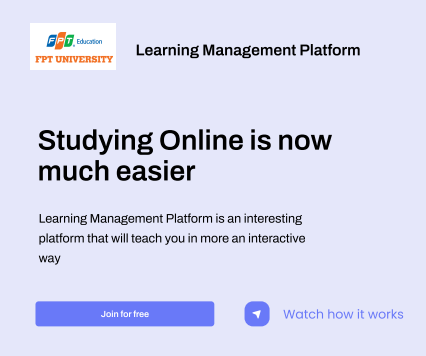 FPT Education
FPT UNIVERSITY
Learning Management Platform
Studying Online is now
much easier
Learning Management Platform is an interesting
platform that will teach you in more an interactive
way
Join for free
Watch how it works